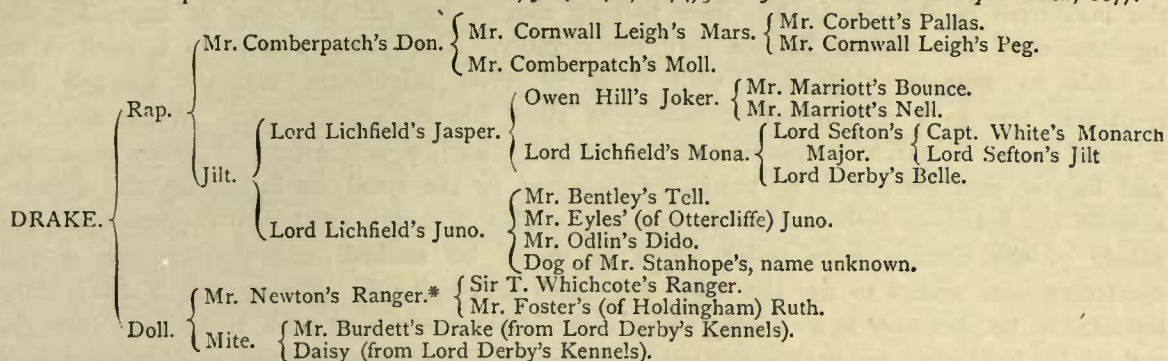 Mr. Comberpatch's Don.
Mr. Cornwall Leigh's Mars.
Mr. Corbett's Pallas.
Mr. Cornwall Leigh's Peg.
Mr. Comberpatch's Moll.
Rap.
Owen Hill's Joker.
Mr. Marriott's Bounce.
Mr. Marriott's Nell.
Lord Lichfield's Jasper.
Lord Sefton's
Major.
Capt. White's Monarch
Lord Sefton's Jilt
Lord Lichfield's Mona.
Lord Derby's Belle.
Jilt.
DRAKE.
Mr. Bentley's Tell.
Mr. Eyles' (of Ottercliffe) Juno.
Lord Lichfield's Juno.
Mr. Odlin's Dido.
Dog of Mr. Stanhope's, name unknown.
Mr. Newton's Ranger.*
Sir T. Whichcote's Ranger.
Mr. Foster's (of Holdingham) Ruth.
Doll.
Mite.
Mr. Burdett's Drake (from Lord Derby's Kennels).
Daisy (from Lord Derby's Kennels).